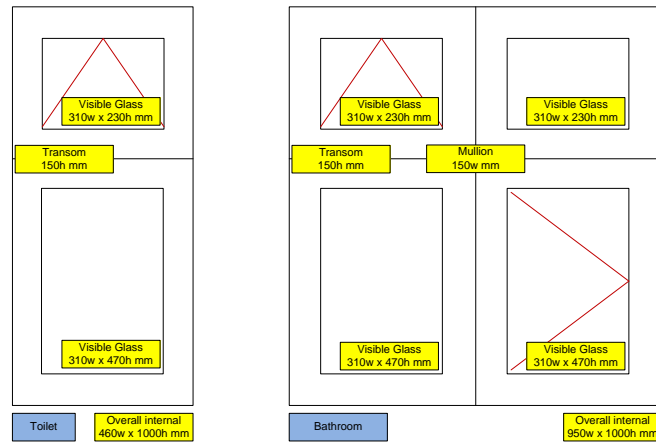 Visible Glass
310w x 230h mm
Visible Glass
310w x 230h mm
Visible Glass
310w x 230h mm
Transom
150h mm
Transom
150h mm
Mullion
150w mm
Visible Glass
310w x 470h mm
Visible Glass
310w x 470h mm
Visible Glass
310w x 470h mm
Toilet
Overall internal
460w x 1000h mm
Bathroom
Overall internal
950w x 1000h mm